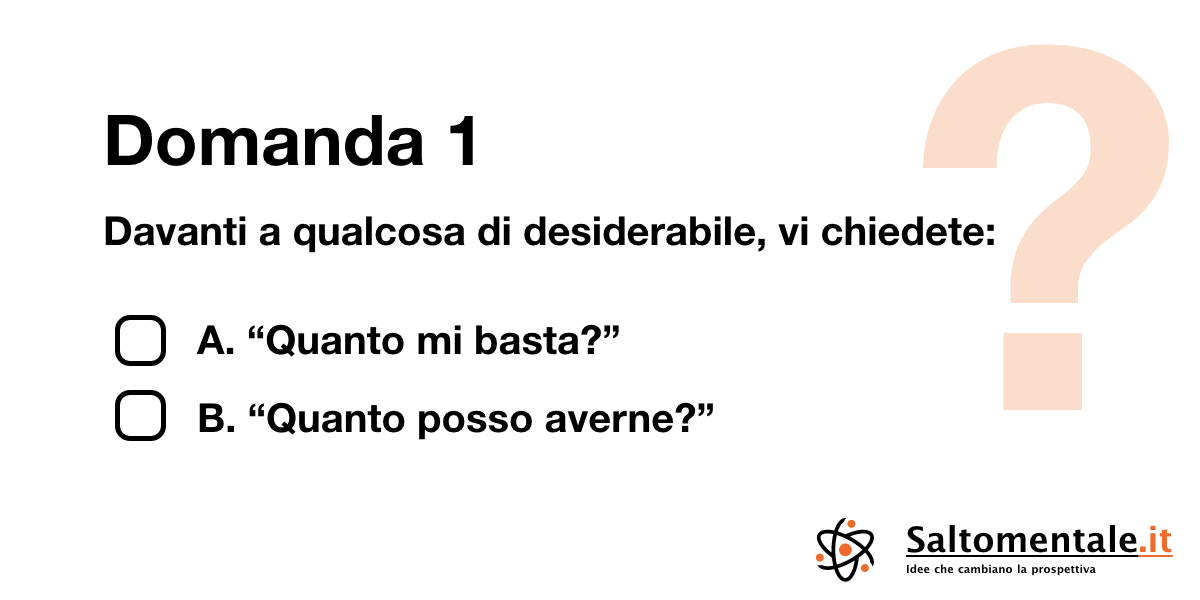 Domanda 1
Davanti a qualcosa di desiderabile, vi chiedete:
A. “Quanto mi basta?”
B. “Quanto posso averne?”
?
Saltomentale.it
Idee che cambiano la prospettiva